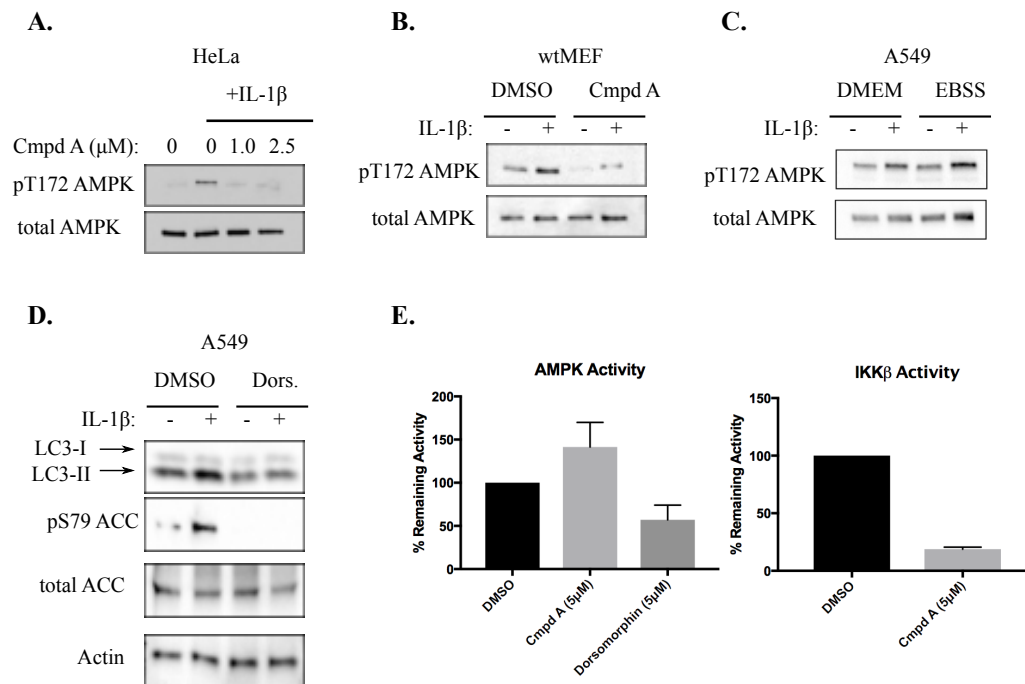 A.
HeLa
+IL-1β
Cmpd A (μM): 0 0 1.0 2.5
pT172 AMPK
total AMPK
B.
wtMEF
DMSO Cmpd A
IL-1β: - + - +
pT172 AMPK
total AMPK
C.
A549
DMEM EBSS
IL-1β: - + - +
pT172 AMPK
total AMPK
D.
A549
DMSO Dors.
IL-1β: - + - +
LC3-I
LC3-II
pS79 ACC
total ACC
Actin
E.
AMPK Activity
% Remaining Activity
200
150
100
50
0
DMSO
Cmpd A (5μM)
Dorsomorphin (5μM)
IKKβ Activity
% Remaining Activity
150
100
50
0
DMSO
Cmpd A (5μM)